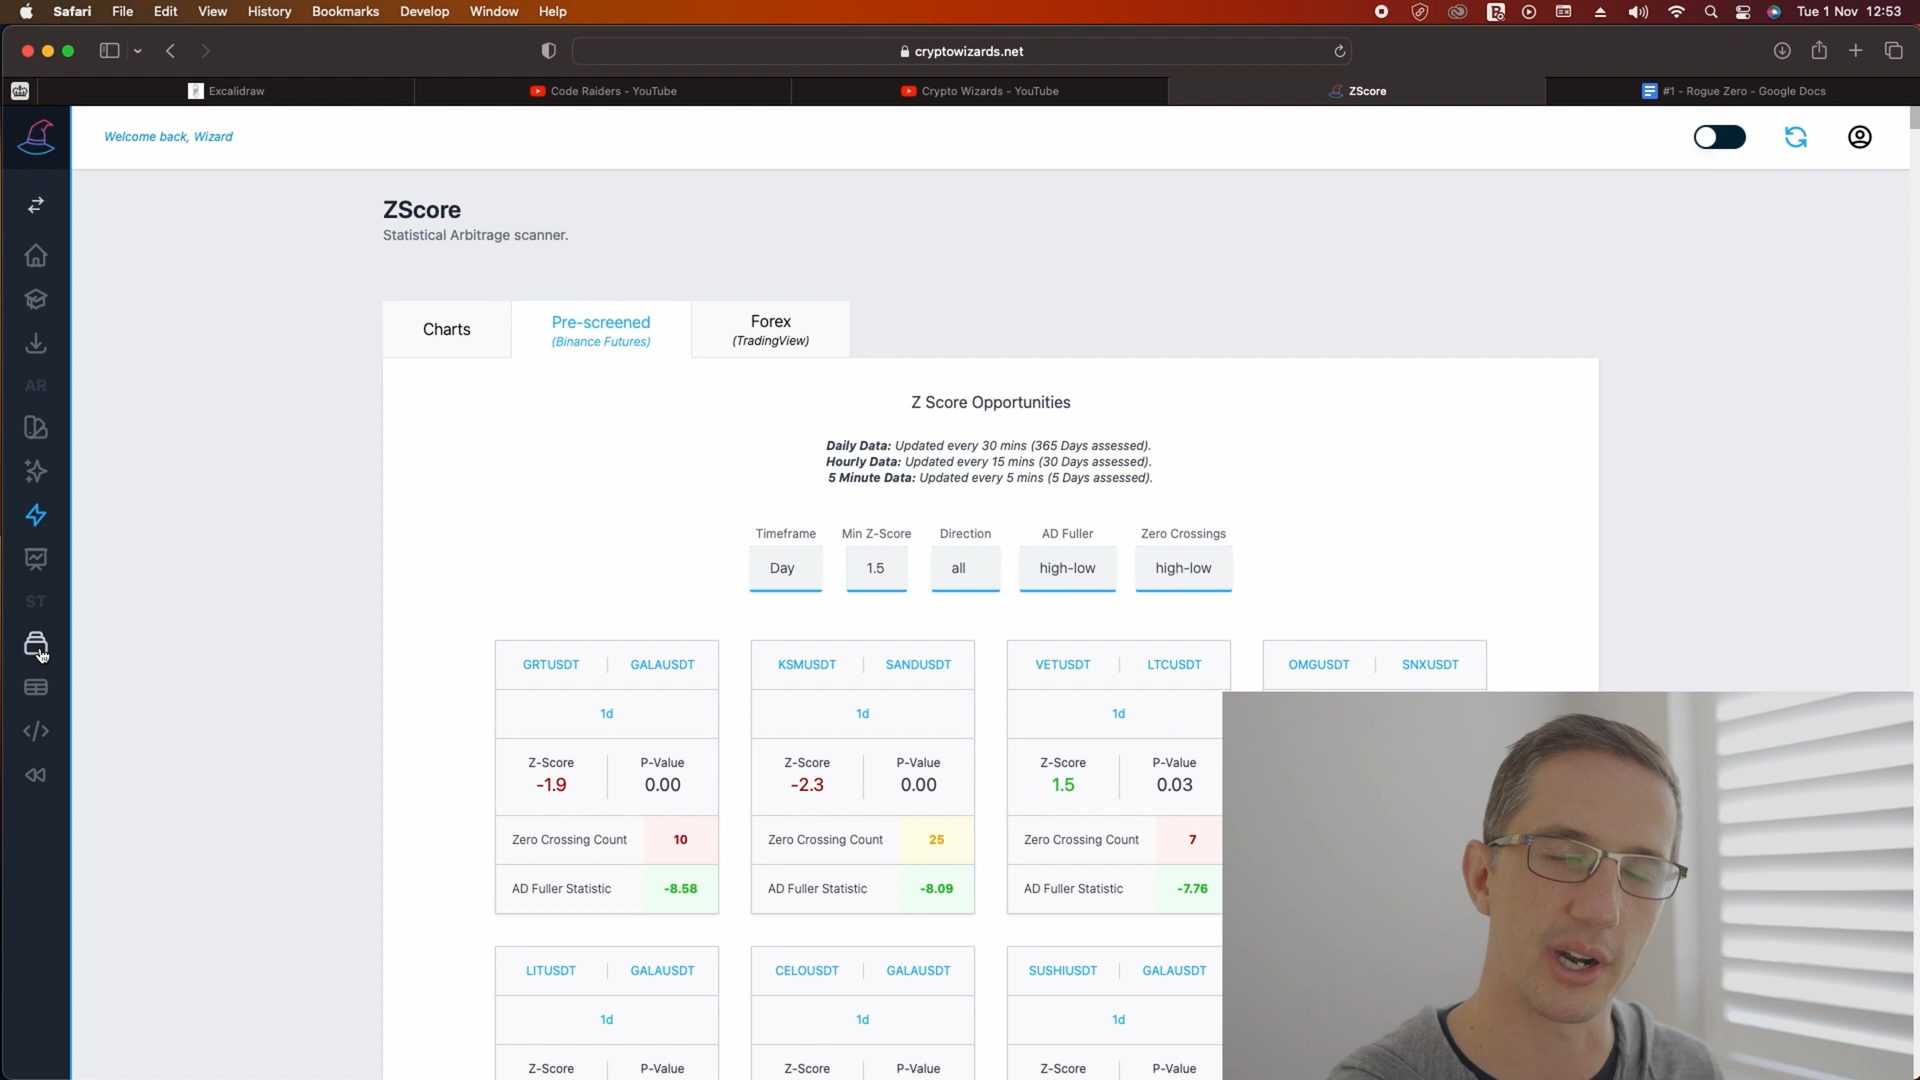 Safari File Edit View History Bookmarks Develop Window Help Tue 1 Nov 12:53
cryptowizards.net
Excalidraw Code Raiders - YouTube Crypto Wizards - YouTube ZScore #1 - Rogue Zero - Google Docs
Welcome back, Wizard
AR
ST
ZScore
Statistical Arbitrage scanner.
Charts Pre-screened Forex
(Binance Futures) (TradingView)
Z Score Opportunities
Daily Data: Updated every 30 mins (365 Days assessed).
Hourly Data: Updated every 15 mins (30 Days assessed).
5 Minute Data: Updated every 5 mins (5 Days assessed).
Timeframe Min Z-Score Direction AD Fuller Zero Crossings
Day 1.5 all high-low high-low
GRTUSDT GALAUSDT KSMUSDT SANDUSDT VETUSDT LTCUSDT OMGUSDT SNXUSDT
1d 1d 1d
Z-Score P-Value Z-Score P-Value Z-Score P-Value
-1.9 0.00 -2.3 0.00 1.5 0.03
Zero Crossing Count 10 Zero Crossing Count 25 Zero Crossing Count 7
AD Fuller Statistic -8.58 AD Fuller Statistic -8.09 AD Fuller Statistic -7.76
LITUSDT GALAUSDT CELOUSDT GALAUSDT SUSHIUSDT GALAUSDT
1d 1d 1d
Z-Score P-Value Z-Score P-Value Z-Score P-Value